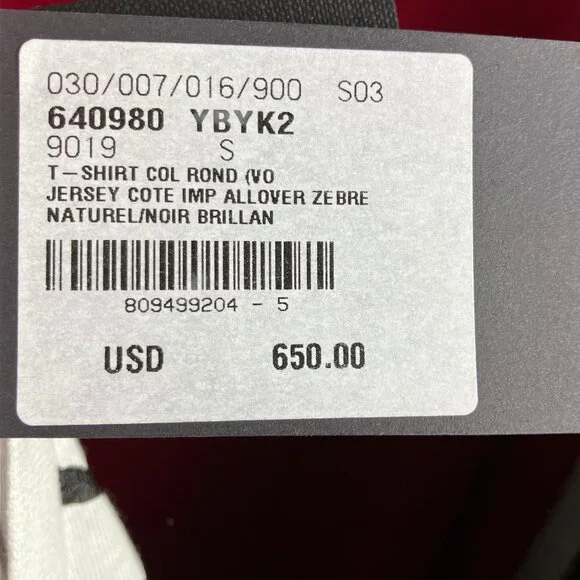 030/007/016/900 S03
640980 YBYK2
9019 S
T-SHIRT COL ROND (VO
JERSEY COTE IMP ALLOVER ZEBRE
NATUREL/NOIR BRILLAN
809499204 - 5
USD 650.00